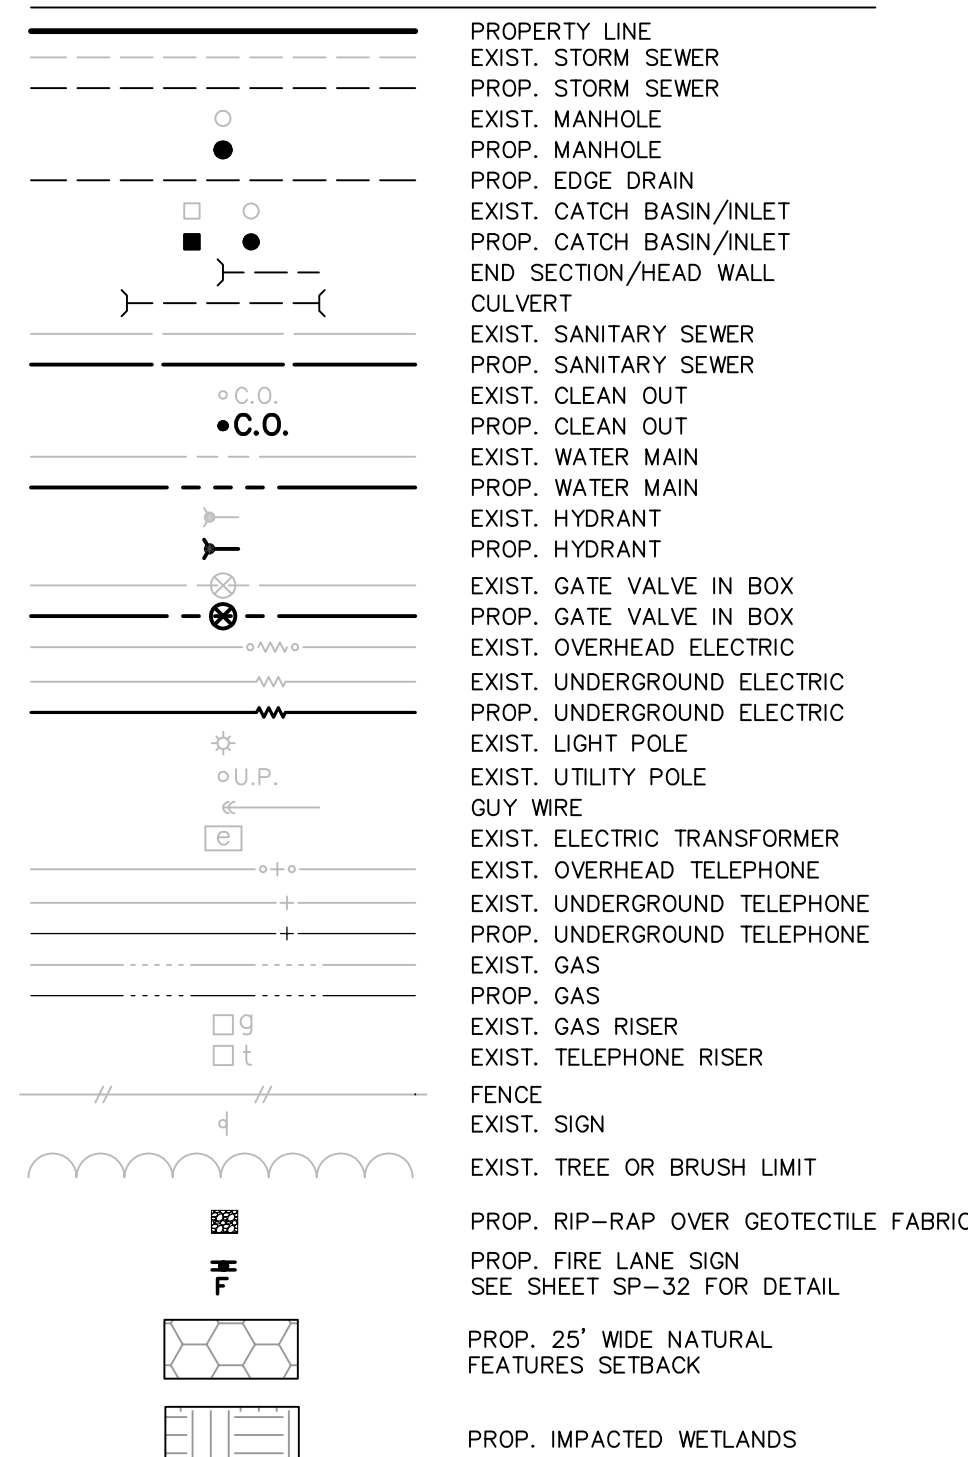 PROPERTY LINE
EXIST. STORM SEWER
PROP. STORM SEWER
EXIST. MANHOLE
PROP. MANHOLE
PROP. EDGE DRAIN
EXIST. CATCH BASIN/INLET
PROP. CATCH BASIN/INLET
END SECTION/HEAD WALL
CULVERT
EXIST. SANITARY SEWER
PROP. SANITARY SEWER
C.O. EXIST. CLEAN OUT
C.O. PROP. CLEAN OUT
EXIST. WATER MAIN
PROP. WATER MAIN
EXIST. HYDRANT
PROP. HYDRANT
EXIST. GATE VALVE IN BOX
PROP. GATE VALVE IN BOX
EXIST. OVERHEAD ELECTRIC
EXIST. UNDERGROUND ELECTRIC
PROP. UNDERGROUND ELECTRIC
EXIST. LIGHT POLE
U.P. EXIST. UTILITY POLE
GUY WIRE
e EXIST. ELECTRIC TRANSFORMER
EXIST. OVERHEAD TELEPHONE
EXIST. UNDERGROUND TELEPHONE
PROP. UNDERGROUND TELEPHONE
EXIST. GAS
PROP. GAS
g EXIST. GAS RISER
t EXIST. TELEPHONE RISER
FENCE
EXIST. SIGN
EXIST. TREE OR BRUSH LIMIT
PROP. RIP-RAP OVER GEOTECTILE FABRIC
PROP. FIRE LANE SIGN
F SEE SHEET SP-32 FOR DETAIL
PROP. 25' WIDE NATURAL
FEATURES SETBACK
PROP. IMPACTED WETLANDS